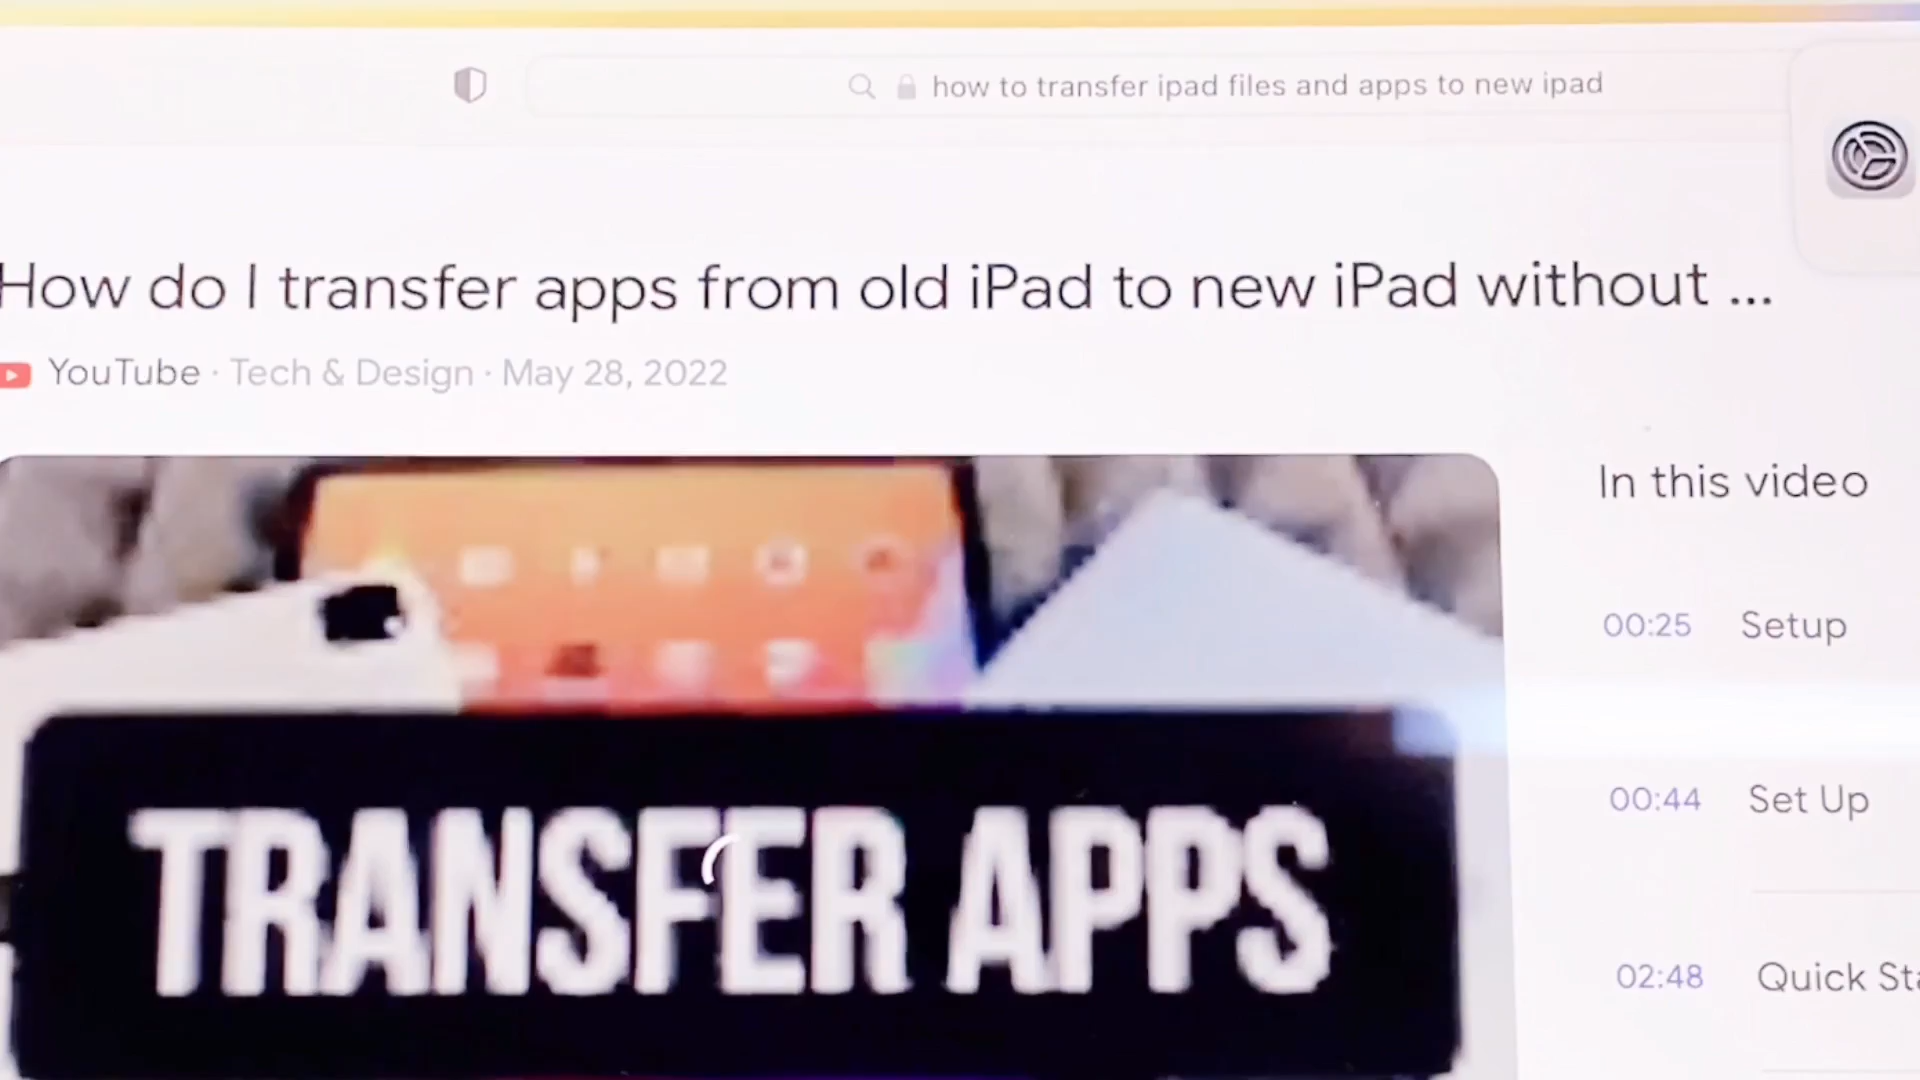 how to transfer ipad files and apps to new ipad
How do I transfer apps from old iPad to new iPad without ...
YouTube · Tech & Design · May 28, 2022
In this video
00:25 Setup
00:44 Set Up
02:48 Quick Sta
TRANSFER APPS